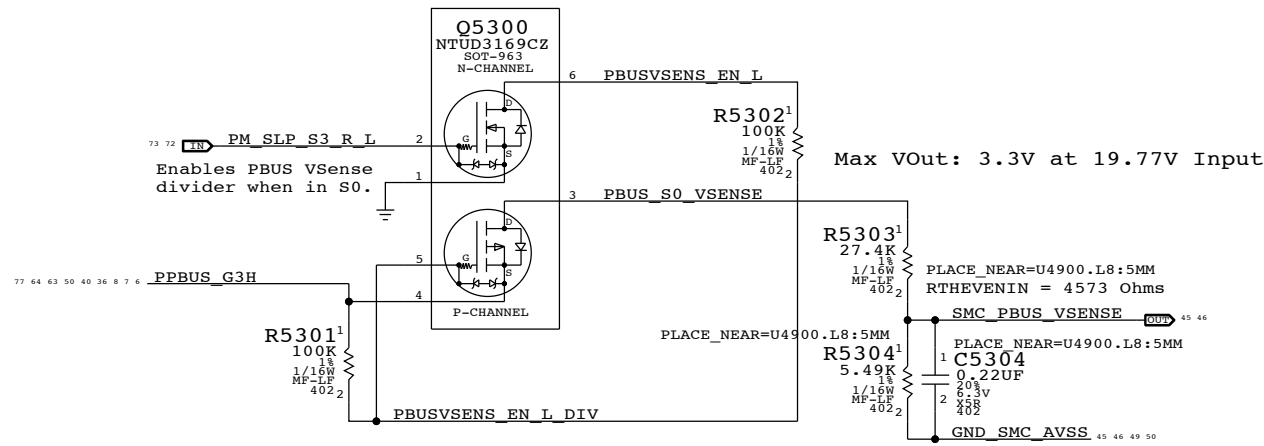 Q5300
NTUD3169CZ
SOT-963
N-CHANNEL
6 PBUSVSENS_EN_L
D
G
S
73 72 IN PM_SLP_S3_R_L 2
Enables PBUS VSense
divider when in S0.
1
R5302 1
100K
1%
1/16W
MF-LF
402 2
Max VOut: 3.3V at 19.77V Input
3 PBUS_S0_VSENSE
D
G
S
5
77 64 63 50 40 36 8 7 6 PPBUS_G3H
4
P-CHANNEL
R5303 1
27.4K
1%
1/16W
MF-LF
402 2
PLACE_NEAR=U4900.L8:5MM
RTHEVENIN = 4573 Ohms
SMC_PBUS_VSENSE OUT 45 46
R5301 1
100K
1%
1/16W
MF-LF
402 2
PLACE_NEAR=U4900.L8:5MM
R5304 1
5.49K
1%
1/16W
MF-LF
402 2
PLACE_NEAR=U4900.L8:5MM
1 C5304
0.22UF
20%
6.3V
2 X5R
402
PBUSVSENS_EN_L_DIV
GND_SMC_AVSS 45 46 49 50